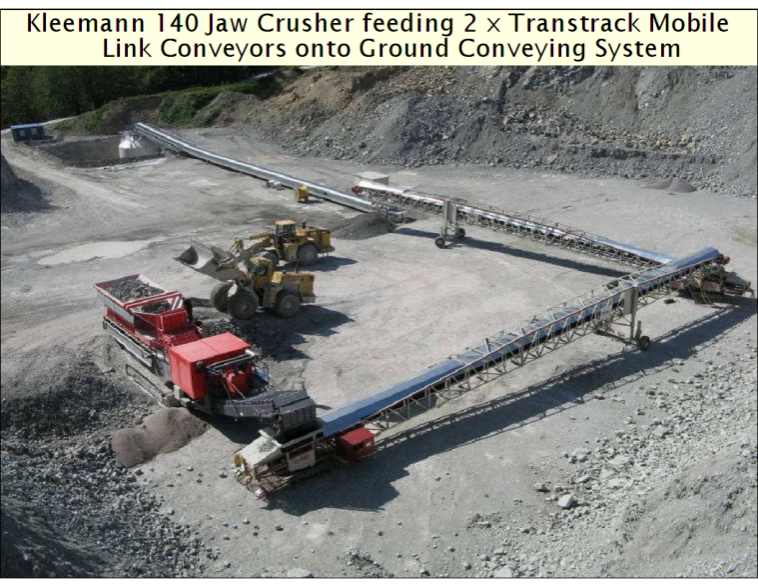 Kleemann 140 Jaw Crusher feeding 2 x Transtrack Mobile
Link Conveyors onto Ground Conveying System